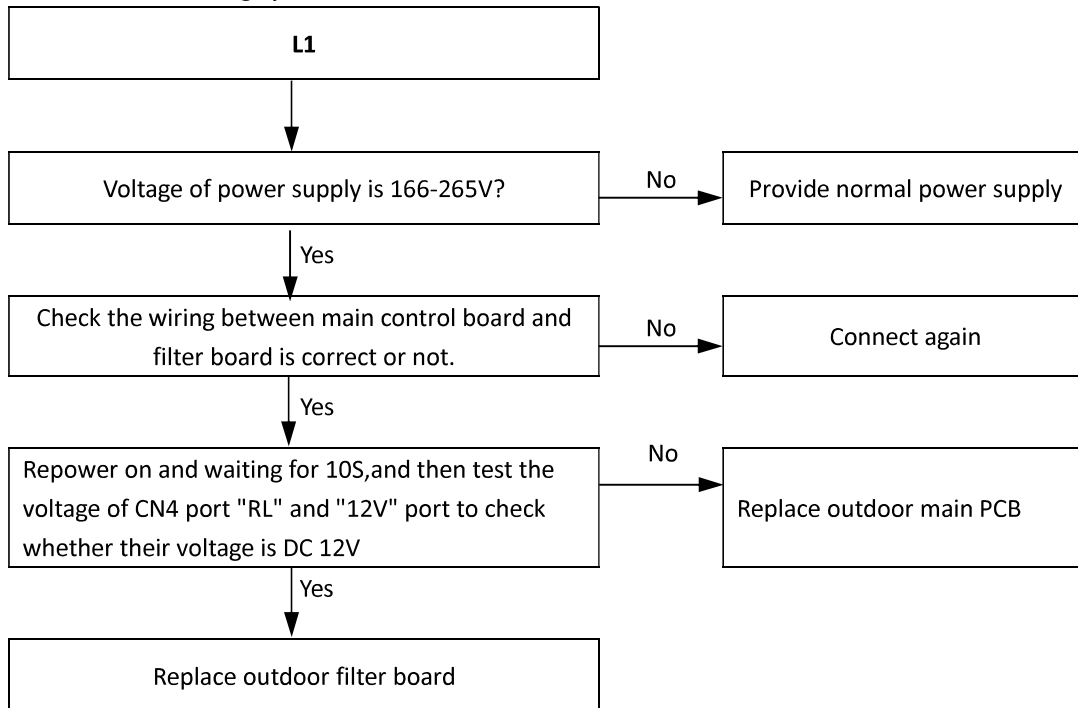 L1
Voltage of power supply is 166-265V?
No
Provide normal power supply
Yes
Check the wiring between main control board and
filter board is correct or not.
No
Connect again
Yes
Repower on and waiting for 10S,and then test the
voltage of CN4 port "RL" and "12V" port to check
whether their voltage is DC 12V
No
Replace outdoor main PCB
Yes
Replace outdoor filter board